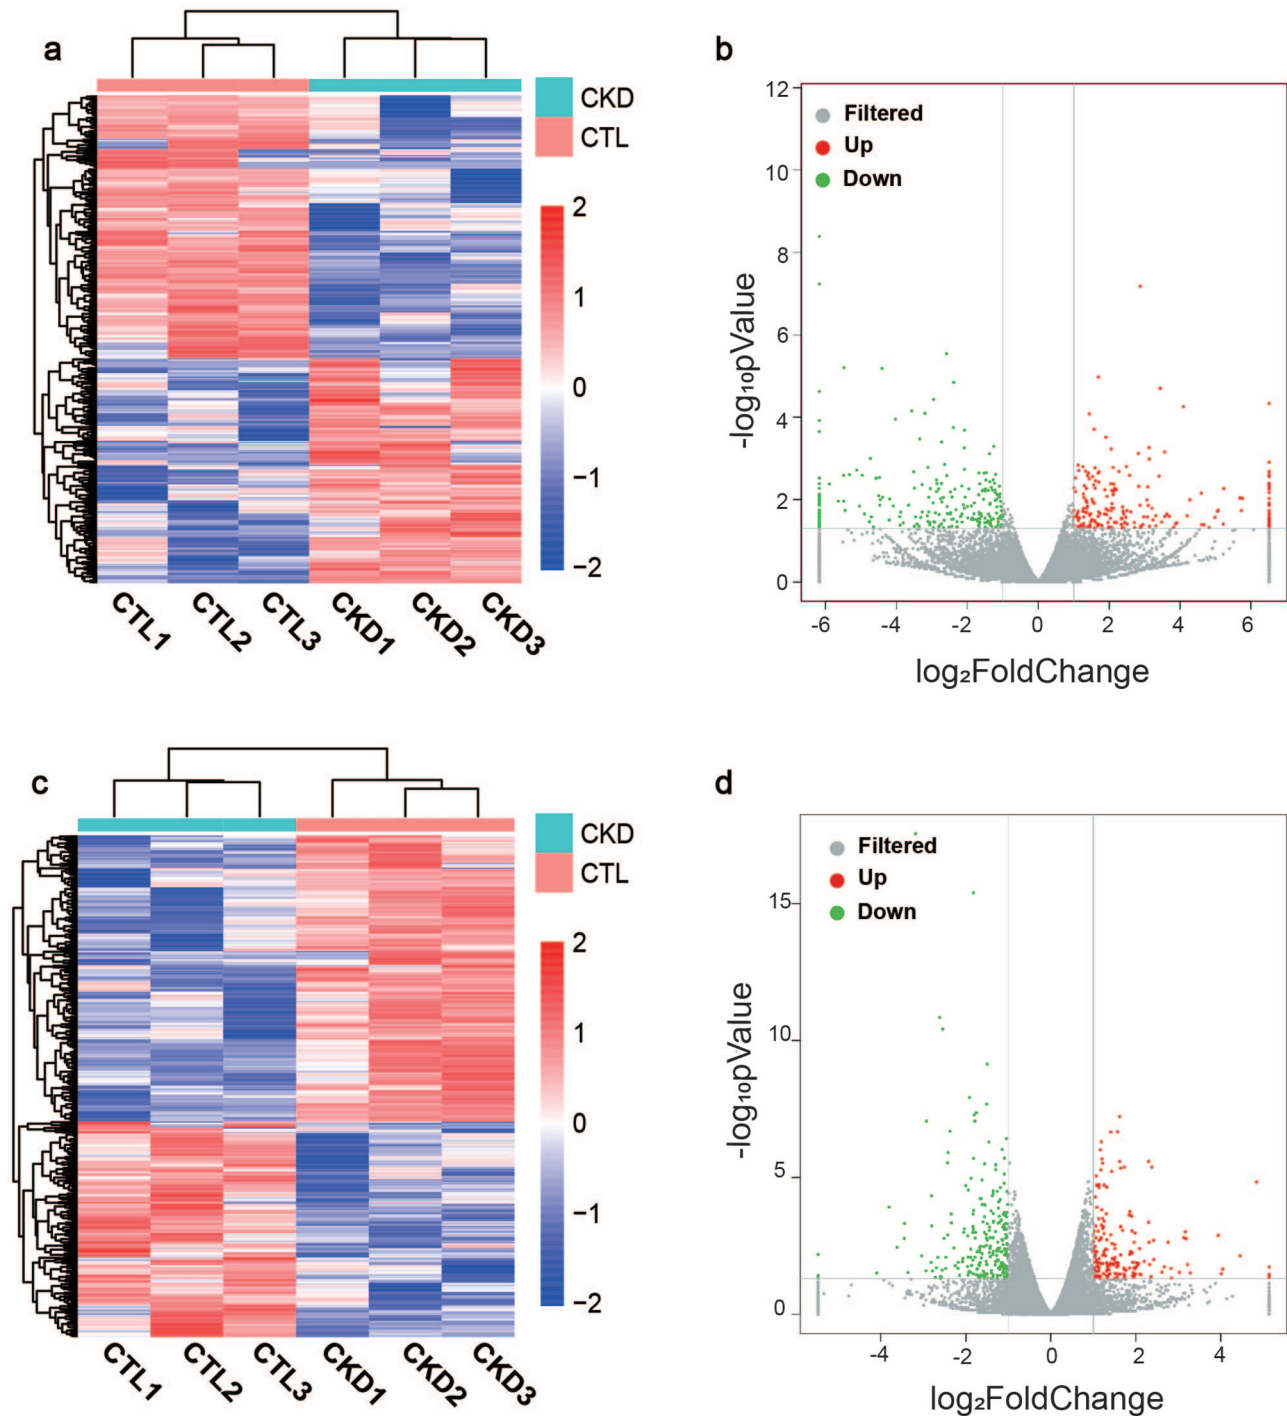 a
CKD
CTL
2
1
0
−1
−2
CTL1 CTL2 CTL3 CKD1 CKD2 CKD3
b
Filtered
Up
Down
12
10
8
6
4
2
0
-log₁₀pValue
-6 -4 -2 0 2 4 6
log₂FoldChange
c
CKD
CTL
2
1
0
−1
−2
CTL1 CTL2 CTL3 CKD1 CKD2 CKD3
d
Filtered
Up
Down
15
10
5
0
-log₁₀pValue
-4 -2 0 2 4
log₂FoldChange